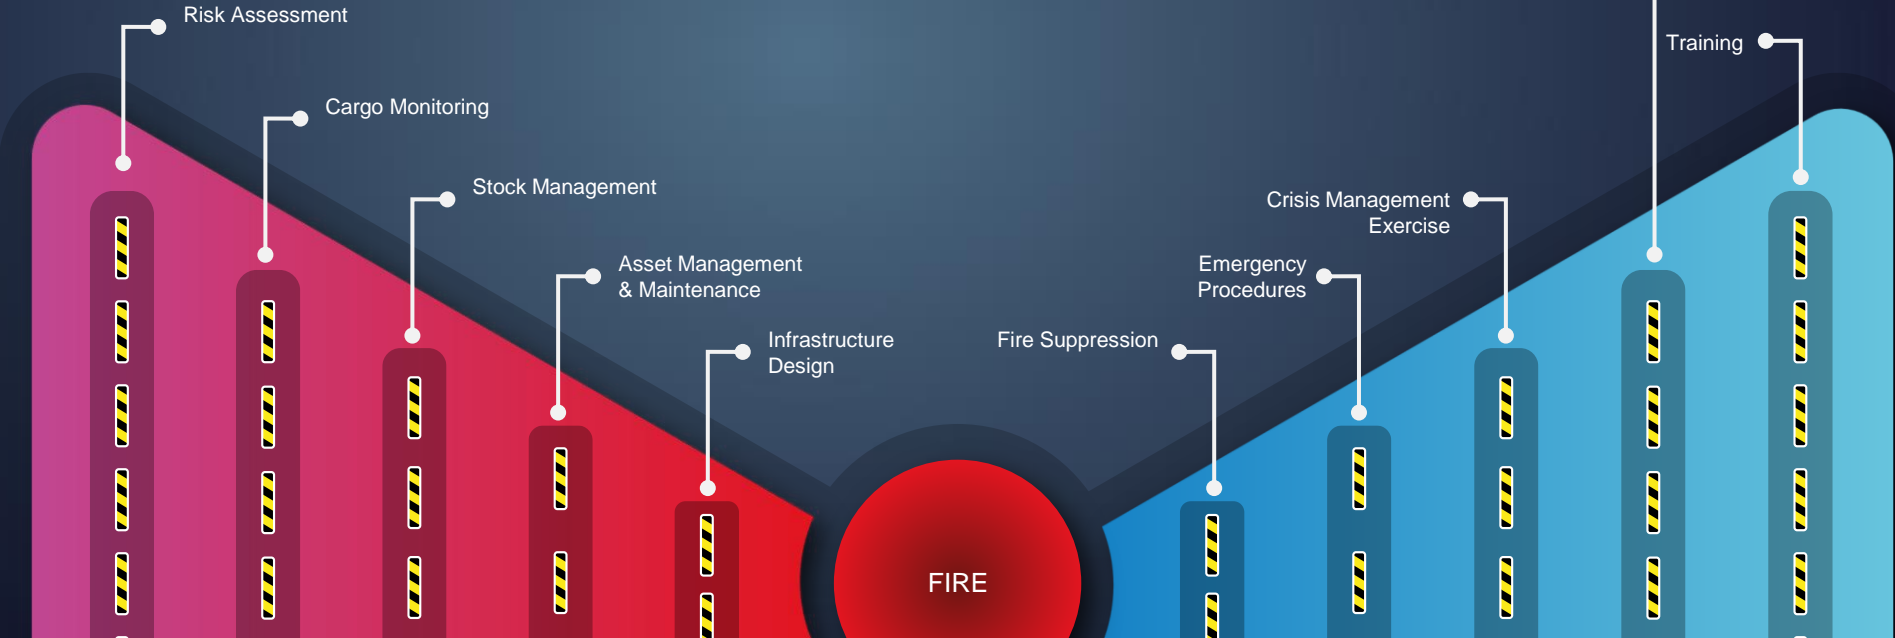 Risk Assessment
Cargo Monitoring
Stock Management
Asset Management
& Maintenance
Infrastructure
Design
FIRE
Fire Suppression
Emergency
Procedures
Crisis Management
Exercise
Training